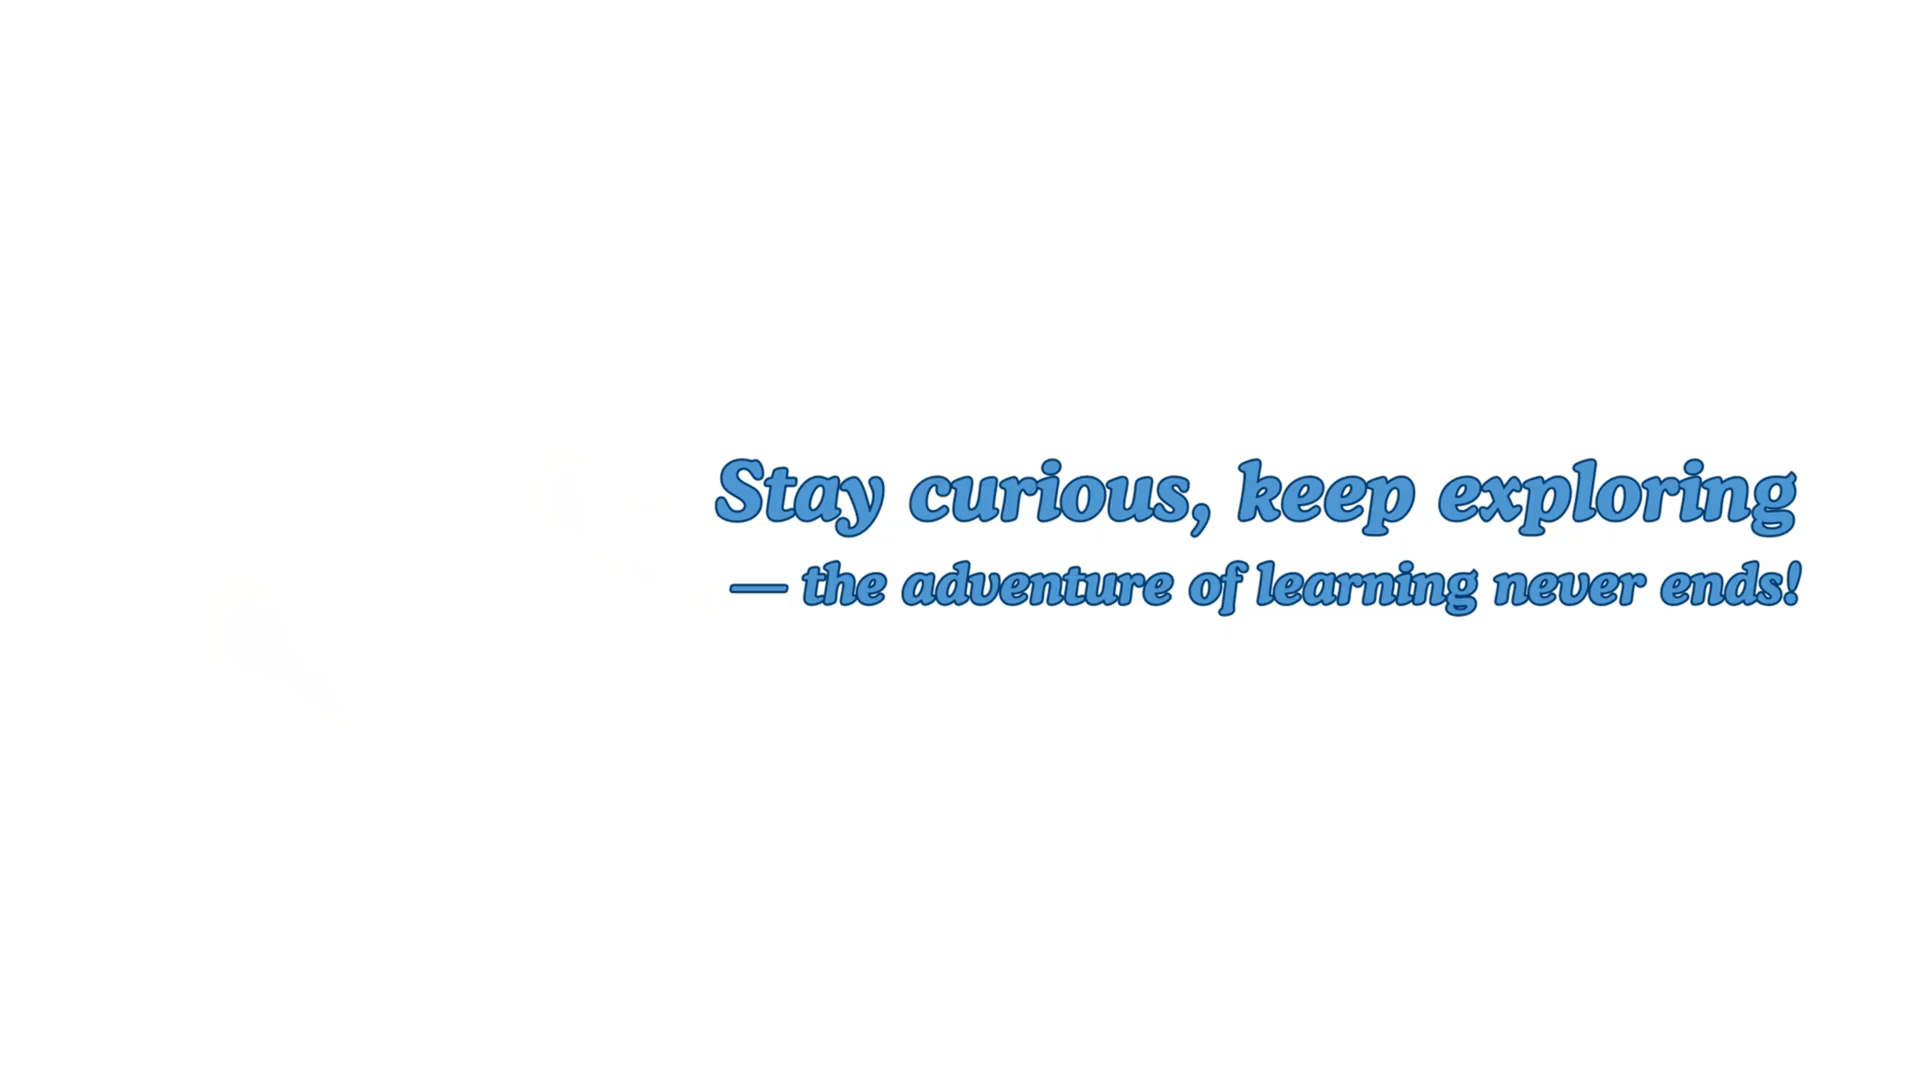 Stay curious, keep exploring
— the adventure of learning never ends!